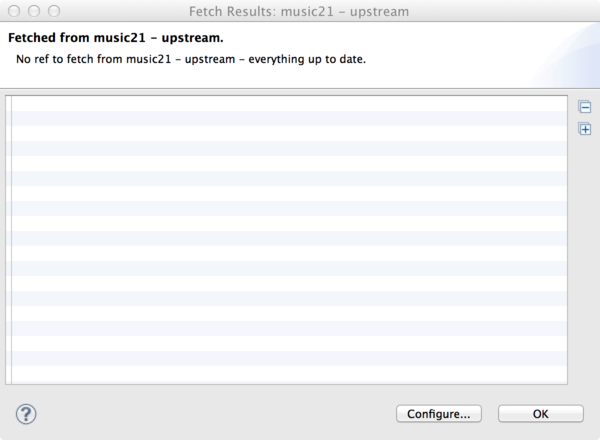 Fetch Results: music21 – upstream
Fetched from music21 – upstream.
No ref to fetch from music21 – upstream – everything up to date.
?
Configure...
OK